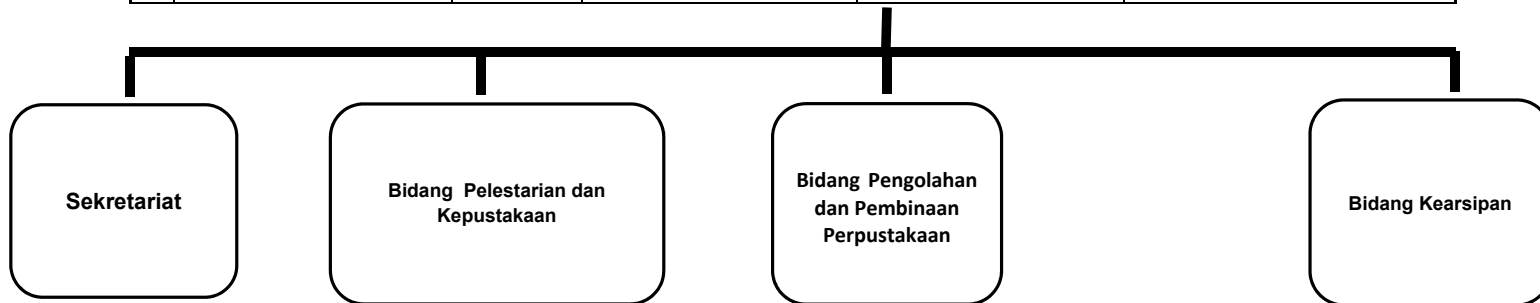 Sekretariat
Bidang Pelestarian dan
Kepustakaan
Bidang Pengolahan
dan Pembinaan
Perpustakaan
Bidang Kearsipan